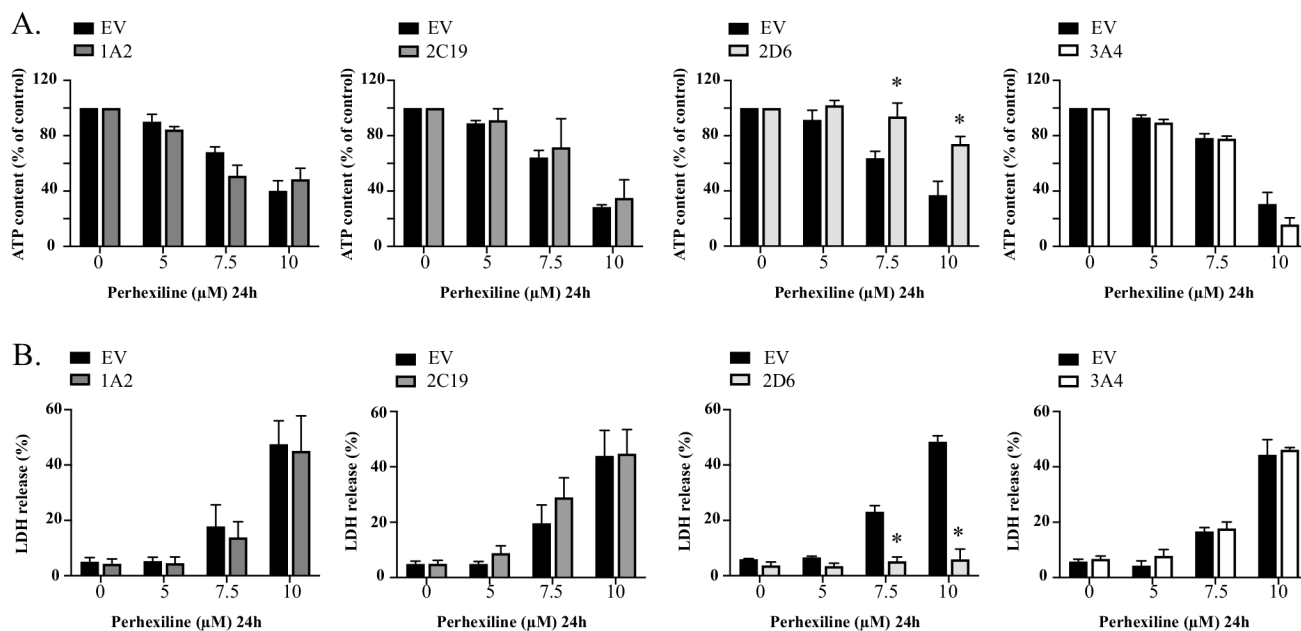 A.
EV
1A2
ATP content (% of control)
120
80
40
0
0 5 7.5 10
Perhexiline (µM) 24h
EV
2C19
ATP content (% of control)
120
80
40
0
0 5 7.5 10
Perhexiline (µM) 24h
EV
2D6
ATP content (% of control)
120
80
40
0
* *
0 5 7.5 10
Perhexiline (µM) 24h
EV
3A4
ATP content (% of control)
120
80
40
0
0 5 7.5 10
Perhexiline (µM) 24h
B.
EV
1A2
LDH release (%)
60
40
20
0
0 5 7.5 10
Perhexiline (µM) 24h
EV
2C19
LDH release (%)
60
40
20
0
0 5 7.5 10
Perhexiline (µM) 24h
EV
2D6
LDH release (%)
60
40
20
0
* *
0 5 7.5 10
Perhexiline (µM) 24h
EV
3A4
LDH release (%)
60
40
20
0
0 5 7.5 10
Perhexiline (µM) 24h